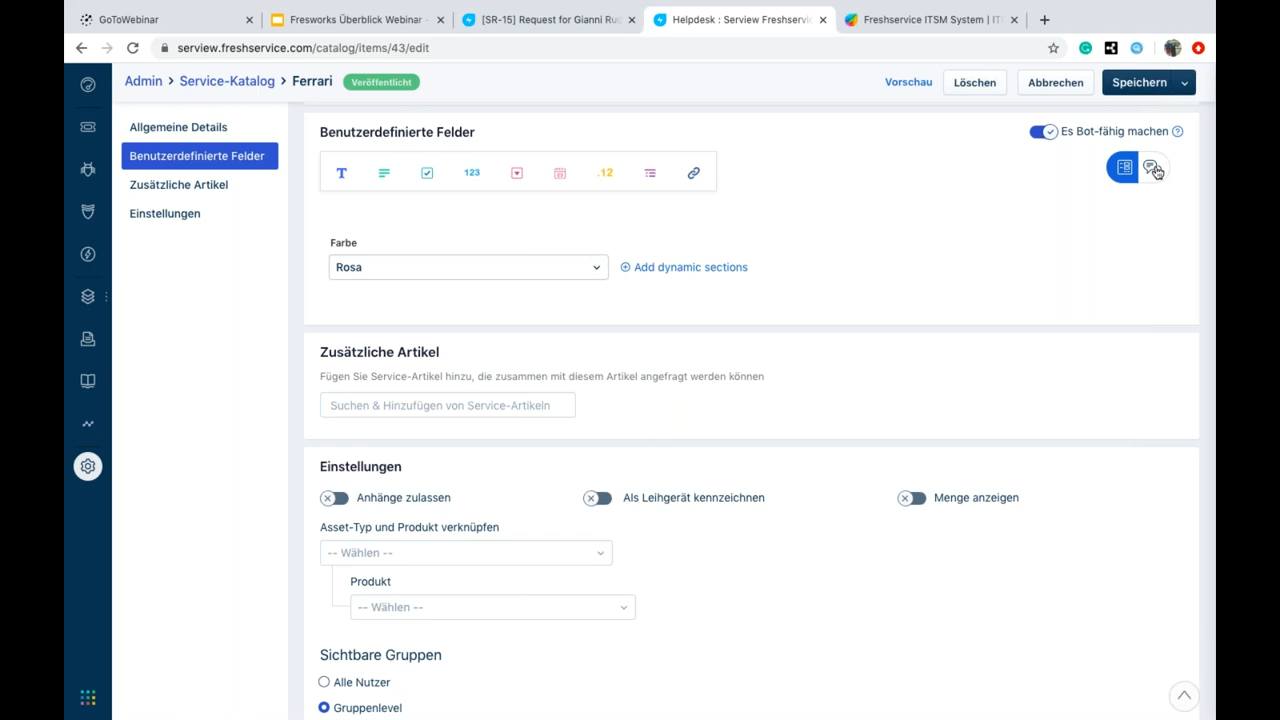 GoToWebinar
Fresworks Überblick Webinar -
[SR-15] Request for Gianni Ruc
Helpdesk : Serview Freshservi
Freshservice ITSM System | IT
serview.freshservice.com/catalog/items/43/edit
Admin > Service-Katalog > Ferrari Veröffentlicht
Vorschau Löschen Abbrechen Speichern
Allgemeine Details
Benutzerdefinierte Felder
Zusätzliche Artikel
Einstellungen
Benutzerdefinierte Felder
Es Bot-fähig machen
T 123 .12
Farbe
Rosa
Add dynamic sections
Zusätzliche Artikel
Fügen Sie Service-Artikel hinzu, die zusammen mit diesem Artikel angefragt werden können
Suchen & Hinzufügen von Service-Artikeln
Einstellungen
Anhänge zulassen Als Leihgerät kennzeichnen Menge anzeigen
Asset-Typ und Produkt verknüpfen
-- Wählen --
Produkt
-- Wählen --
Sichtbare Gruppen
Alle Nutzer
Gruppenlevel